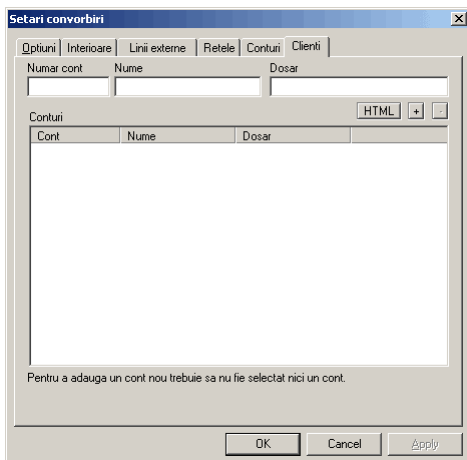 Setari convorbiri
Optiuni Interioare Linii externe Retele Conturi Clienti
Numar cont Nume Dosar
HTML + -
Conturi
Cont Nume Dosar
Pentru a adauga un cont nou trebuie sa nu fie selectat nici un cont.
OK Cancel Apply